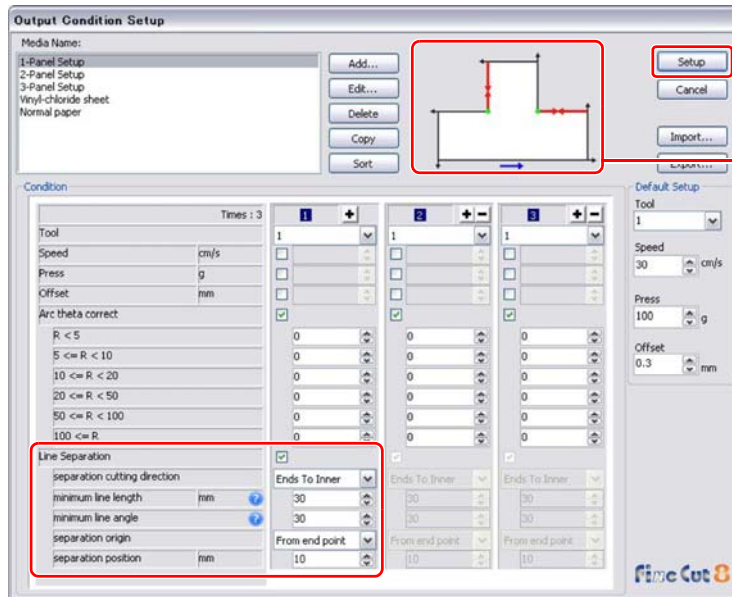 Output Condition Setup
Media Name:
1-Panel Setup
2-Panel Setup
3-Panel Setup
Vinyl-chloride sheet
Normal paper
Add...
Edit...
Delete
Copy
Sort
Setup
Cancel
Import...
Export...
Condition
Times : 3 1 + 2 + - 3 + -
Tool 1 1 1
Speed cm/s
Press g
Offset mm
Arc theta correct
R < 5 0 0 0
5 <= R < 10 0 0 0
10 <= R < 20 0 0 0
20 <= R < 50 0 0 0
50 <= R < 100 0 0 0
100 <= R 0 0 0
Line Separation
separation cutting direction Ends To Inner Ends To Inner Ends To Inner
minimum line length mm ? 30 30 30
minimum line angle ? 30 30 30
separation origin From end point From end point From end point
separation position mm 10 10 10
Default Setup
Tool
1
Speed
30 cm/s
Press
100 g
Offset
0.3 mm
Fine Cut 8